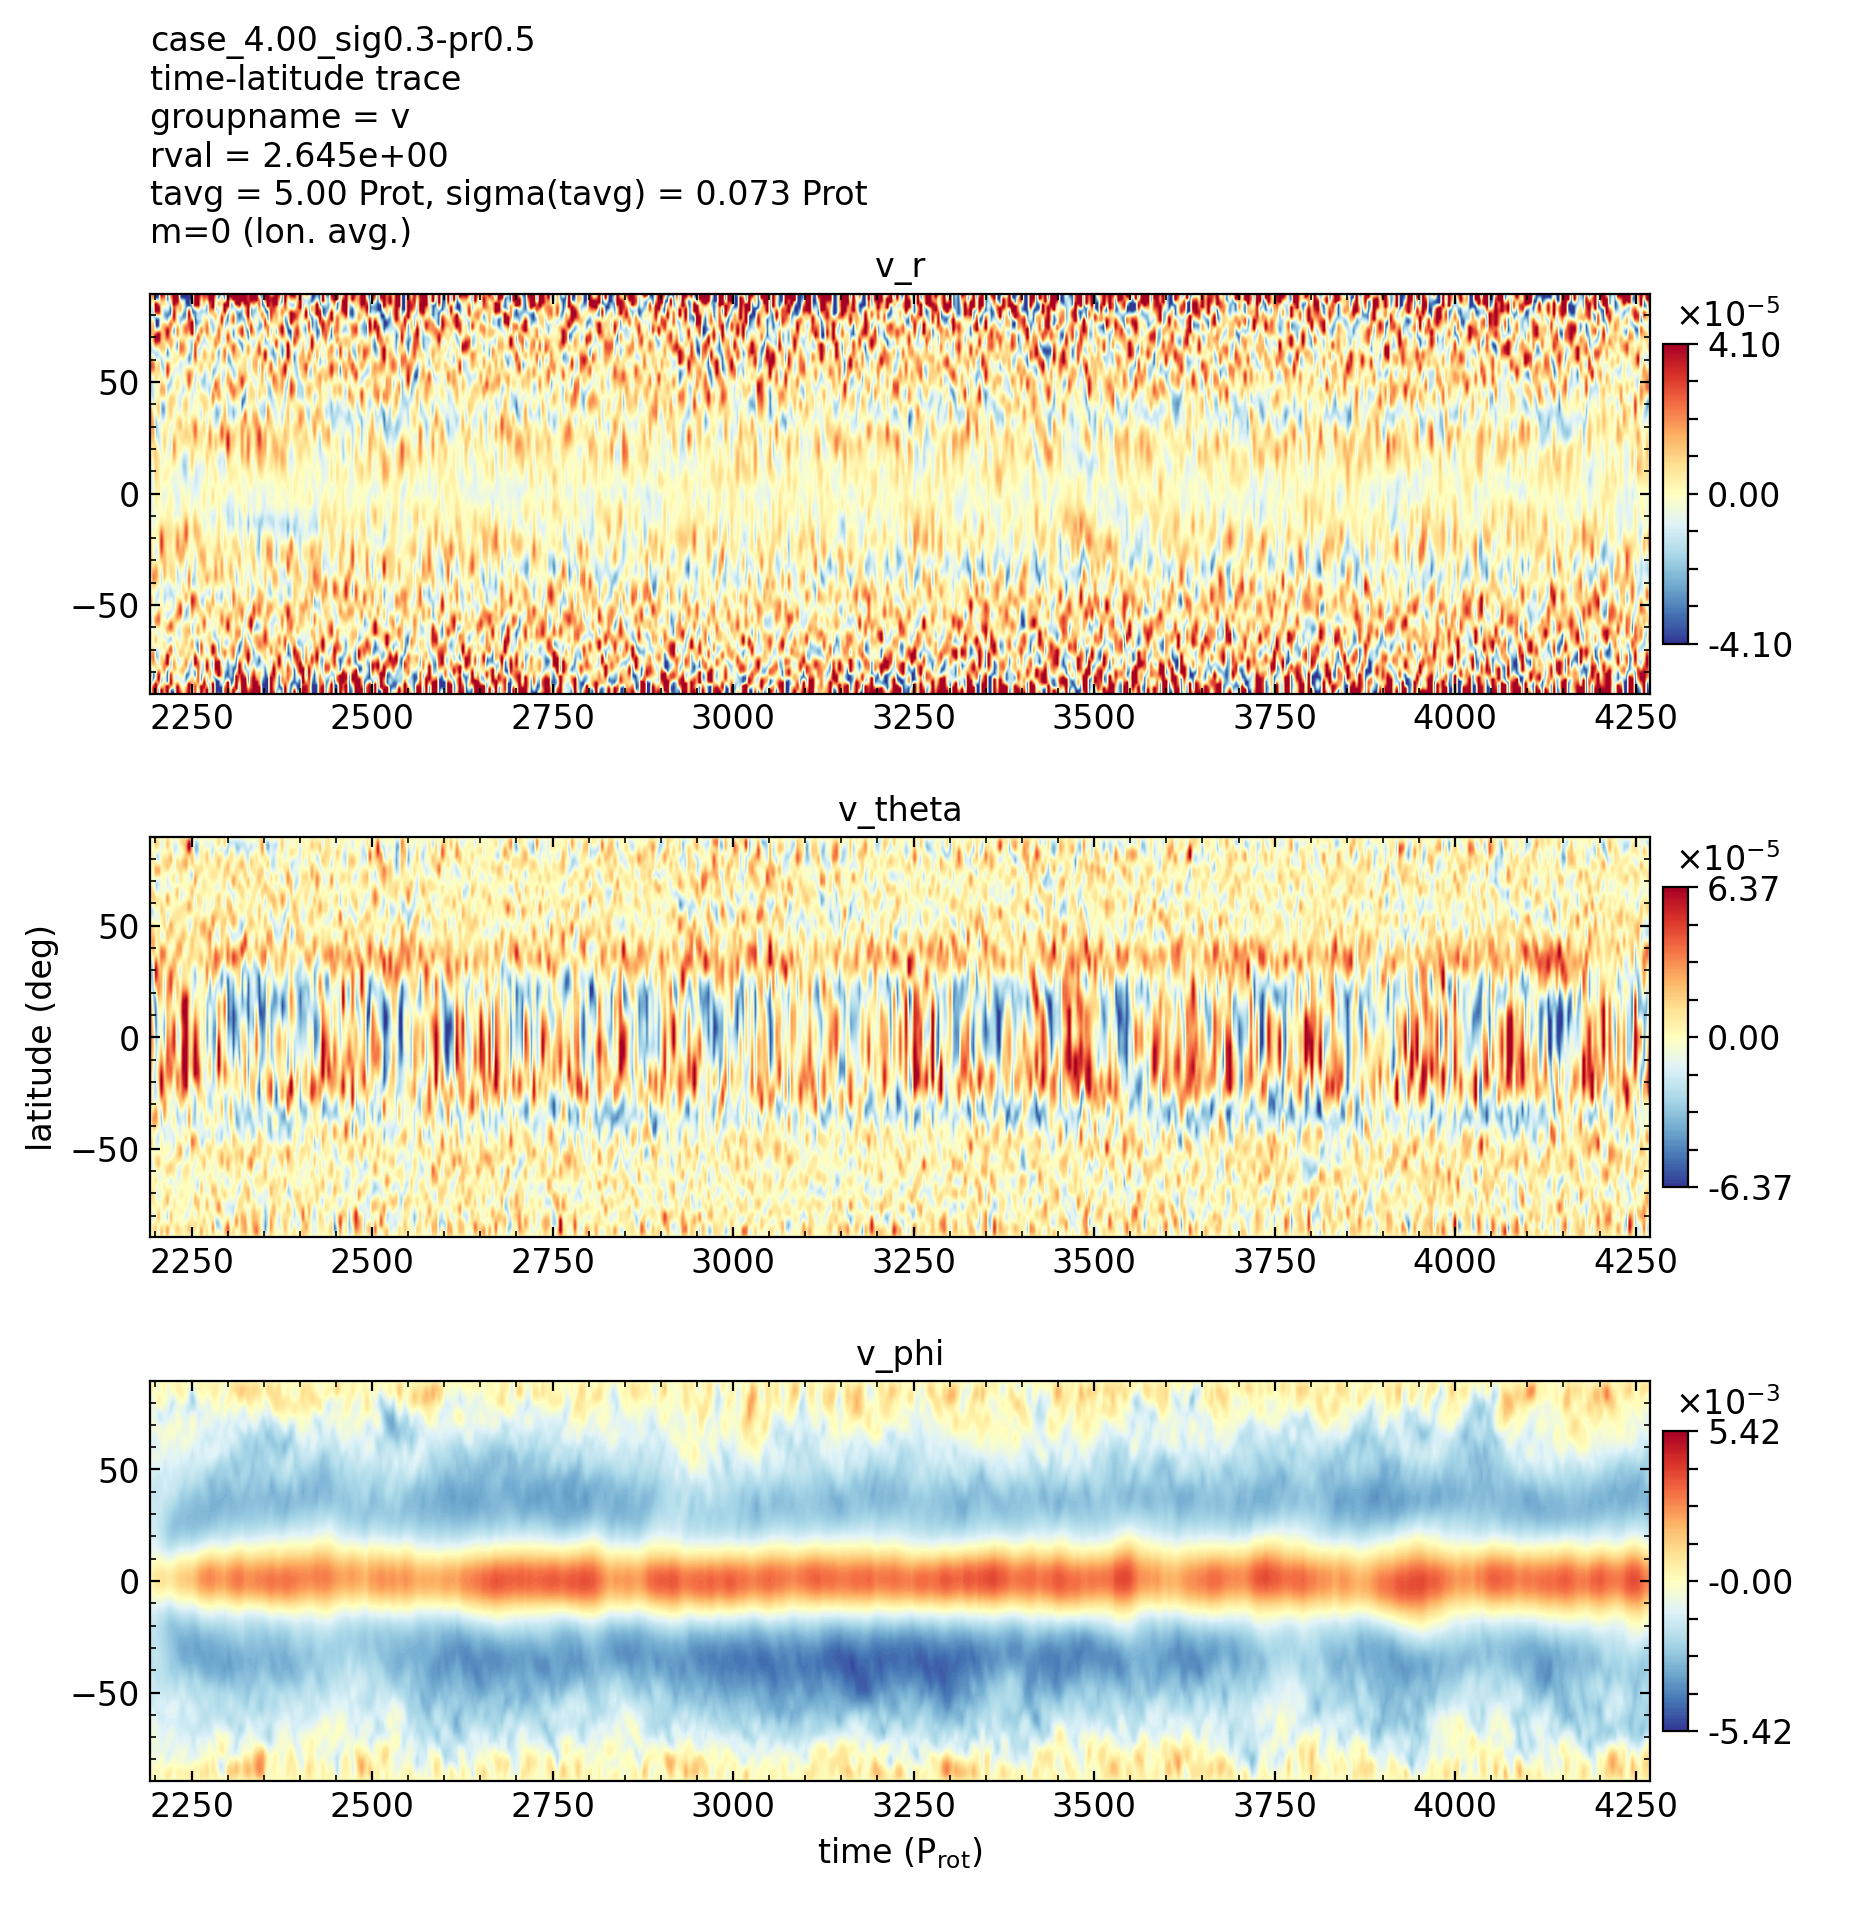 case_4.00_sig0.3-pr0.5
time-latitude trace
groupname = v
rval = 2.645e+00
tavg = 5.00 Prot, sigma(tavg) = 0.073 Prot
m=0 (lon. avg.)
v_r
×10⁻⁵
4.10
0.00
-4.10
50
0
−50
2250 2500 2750 3000 3250 3500 3750 4000 4250
v_theta
×10⁻⁵
6.37
0.00
-6.37
latitude (deg)
50
0
−50
2250 2500 2750 3000 3250 3500 3750 4000 4250
v_phi
×10⁻³
5.42
-0.00
-5.42
50
0
−50
2250 2500 2750 3000 3250 3500 3750 4000 4250
time (P_rot)